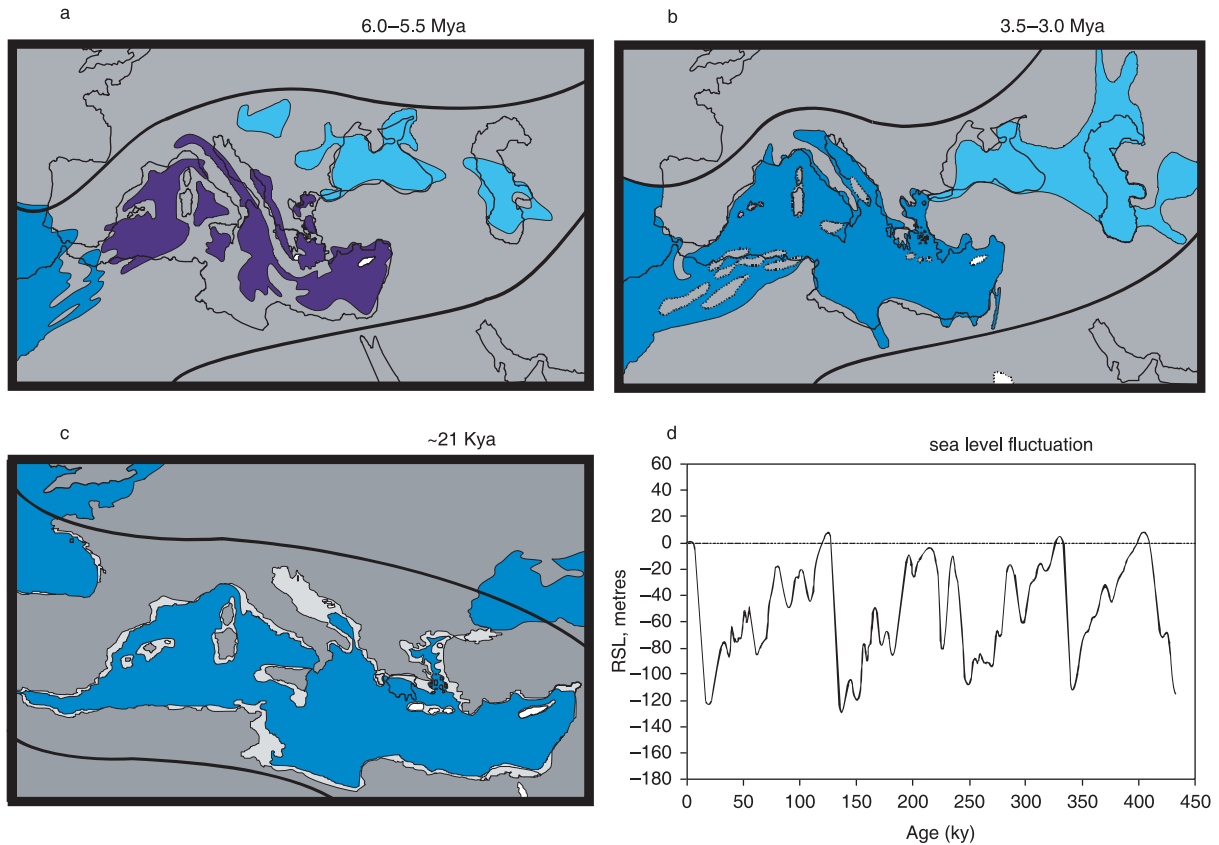 a
6.0–5.5 Mya
b
3.5–3.0 Mya
c
~21 Kya
d
sea level fluctuation
60
40
20
0
–20
–40
–60
–80
–100
–120
–140
–160
–180
RSL, metres
0 50 100 150 200 250 300 350 400 450
Age (ky)